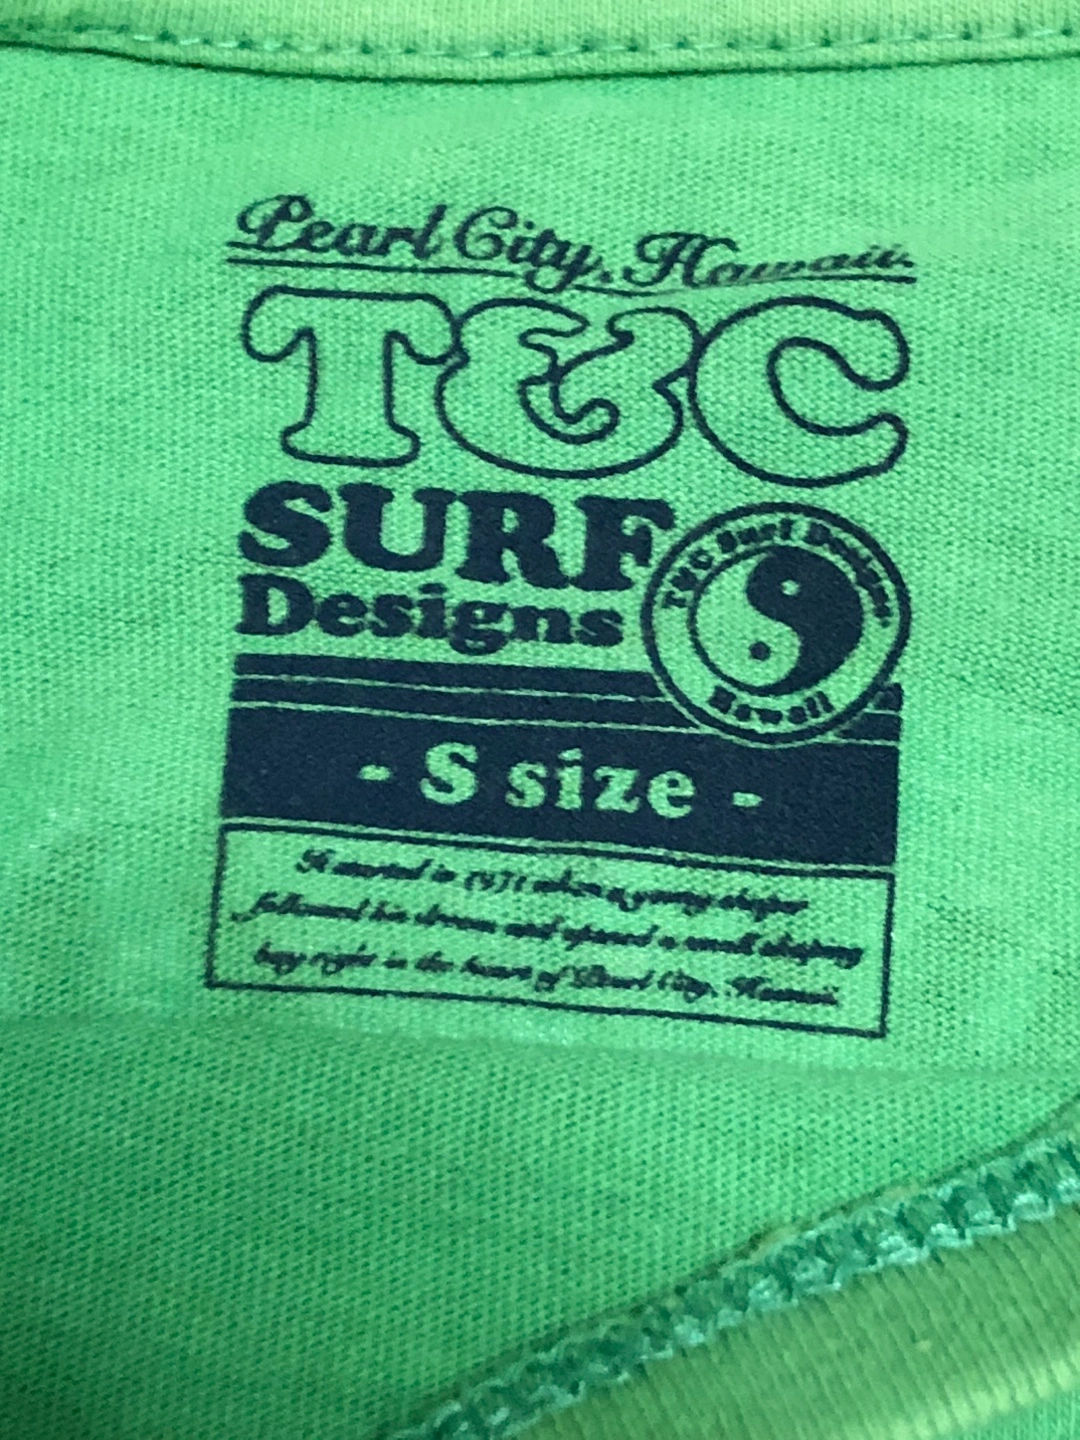 Pearl City, Hawaii.
T&C
SURF
Designs
T&C Surf Designs
Hawaii
- S size -
It started in 1971 when a young shaper
followed his dream and opened a small shaping
bay right in the heart of Pearl City, Hawaii.